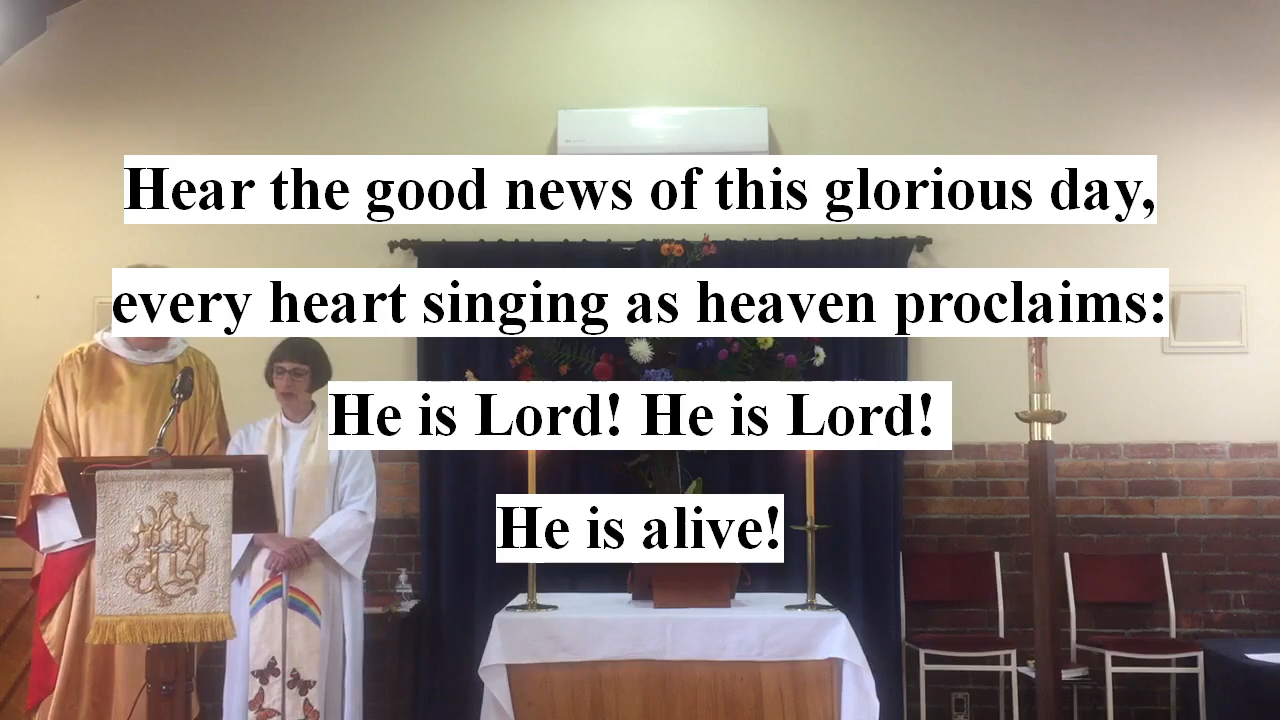 Hear the good news of this glorious day,
every heart singing as heaven proclaims:
He is Lord! He is Lord!
He is alive!